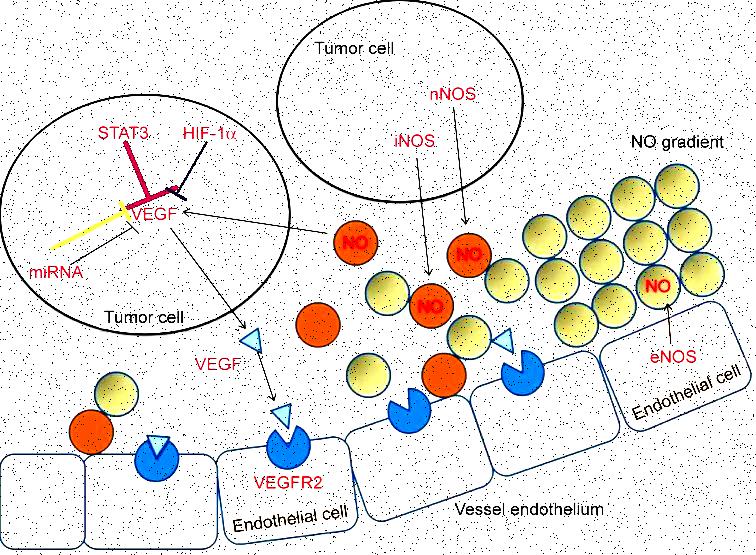 Tumor cell
nNOS
iNOS
STAT3
HIF-1α
VEGF
miRNA
Tumor cell
NO gradient
NO
NO
NO
NO
VEGF
eNOS
Endothelial cell
VEGFR2
Endothelial cell
Vessel endothelium